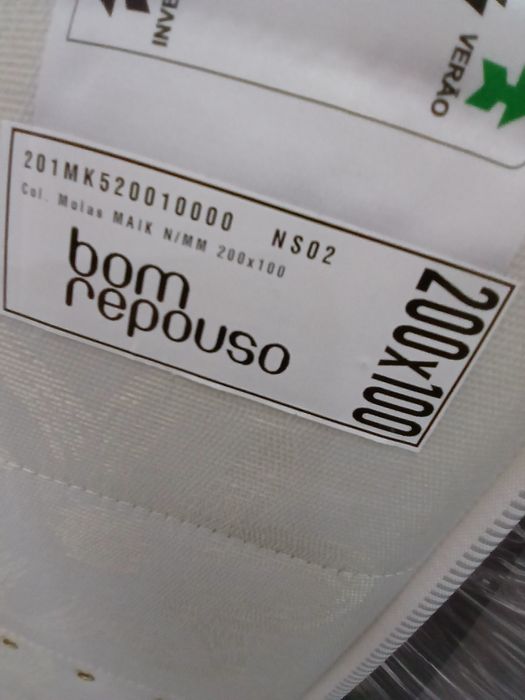 INVE
VERÃO
201MK520010000 NS02
Col. Molas MAIK N/MM 200x100
bom
repouso
200x100